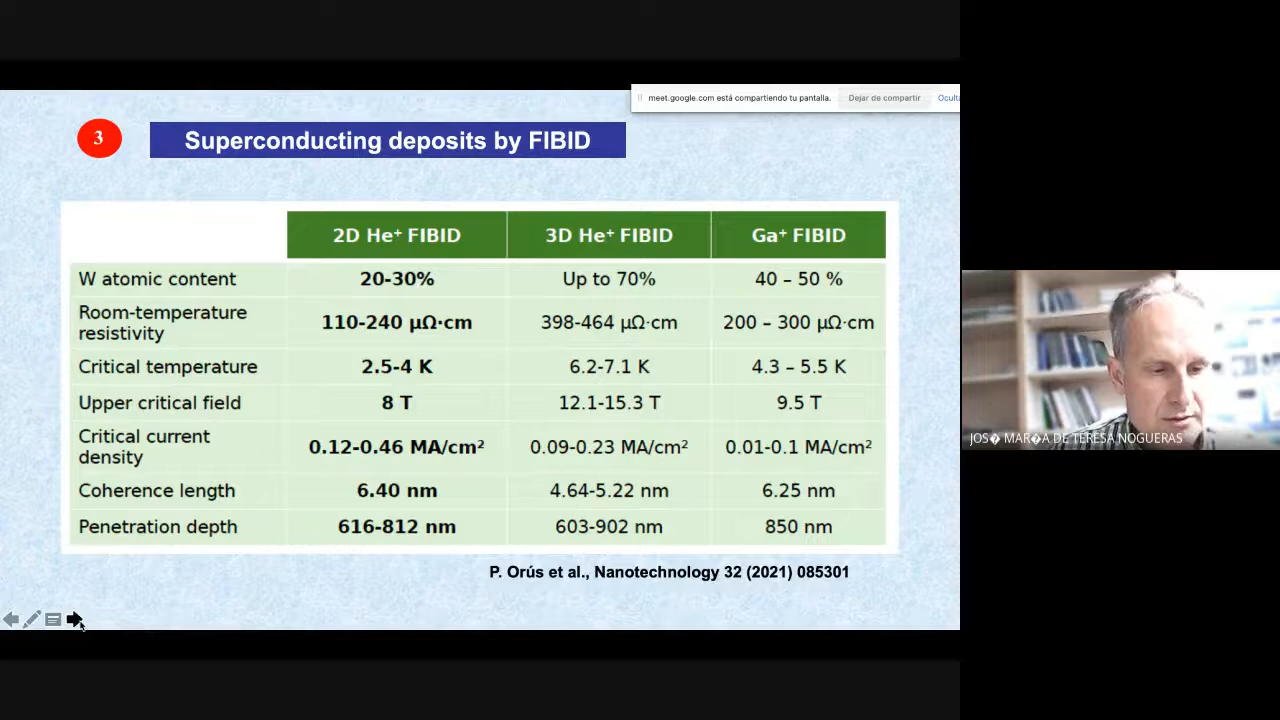 meet.google.com está compartiendo tu pantalla. Dejar de compartir Ocult
3 Superconducting deposits by FIBID
2D He⁺ FIBID 3D He⁺ FIBID Ga⁺ FIBID
W atomic content 20-30% Up to 70% 40 – 50 %
Room-temperature
resistivity 110-240 μΩ·cm 398-464 μΩ·cm 200 – 300 μΩ·cm
Critical temperature 2.5-4 K 6.2-7.1 K 4.3 – 5.5 K
Upper critical field 8 T 12.1-15.3 T 9.5 T
Critical current
density 0.12-0.46 MA/cm² 0.09-0.23 MA/cm² 0.01-0.1 MA/cm²
Coherence length 6.40 nm 4.64-5.22 nm 6.25 nm
Penetration depth 616-812 nm 603-902 nm 850 nm
P. Orús et al., Nanotechnology 32 (2021) 085301
JOS� MAR�A DE TERESA NOGUERAS